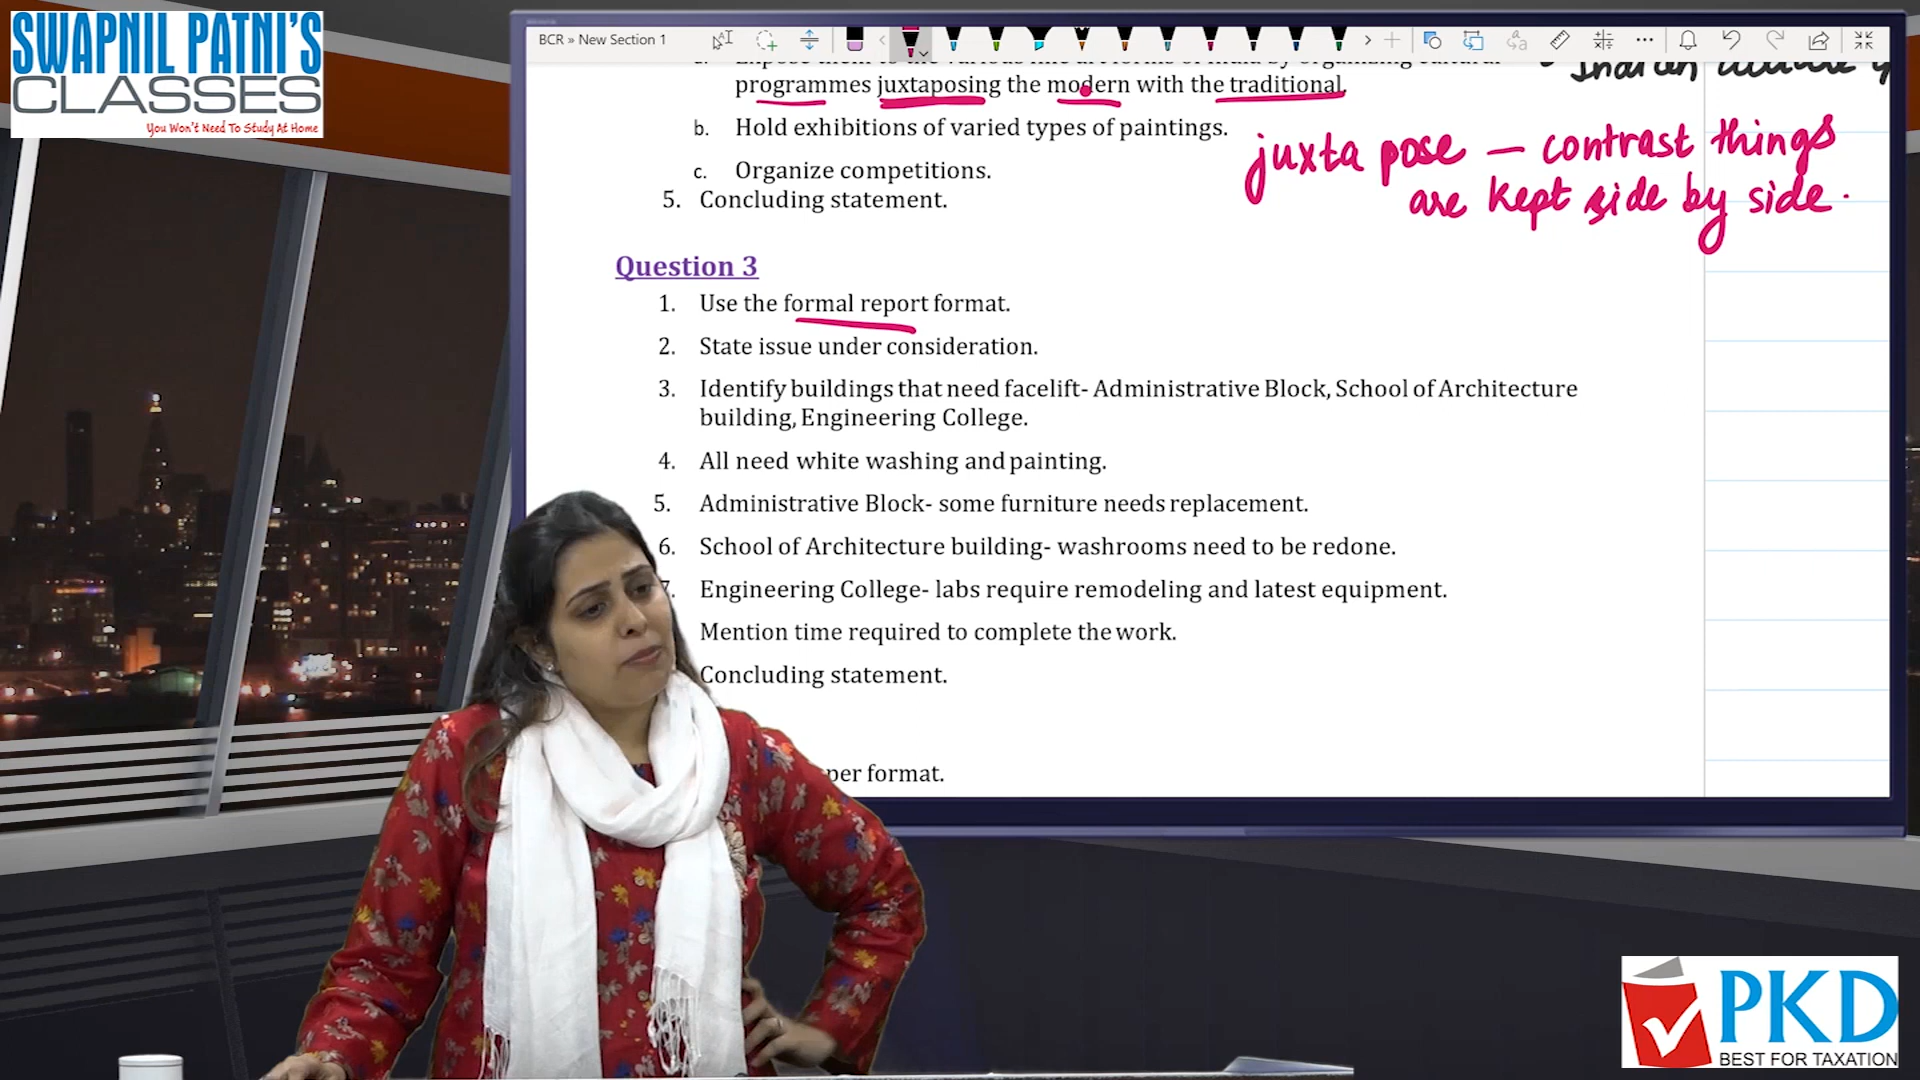 SWAPNIL PATNI'S
CLASSES
You Won't Need To Study At Home
BCR » New Section 1
programmes juxtaposing the modern with the traditional.
b. Hold exhibitions of varied types of paintings.
c. Organize competitions.
5. Concluding statement.
juxta pose — contrast things
are kept side by side.
Question 3
1. Use the formal report format.
2. State issue under consideration.
3. Identify buildings that need facelift- Administrative Block, School of Architecture
building, Engineering College.
4. All need white washing and painting.
5. Administrative Block- some furniture needs replacement.
6. School of Architecture building- washrooms need to be redone.
7. Engineering College- labs require remodeling and latest equipment.
Mention time required to complete the work.
Concluding statement.
per format.
PKD
BEST FOR TAXATION